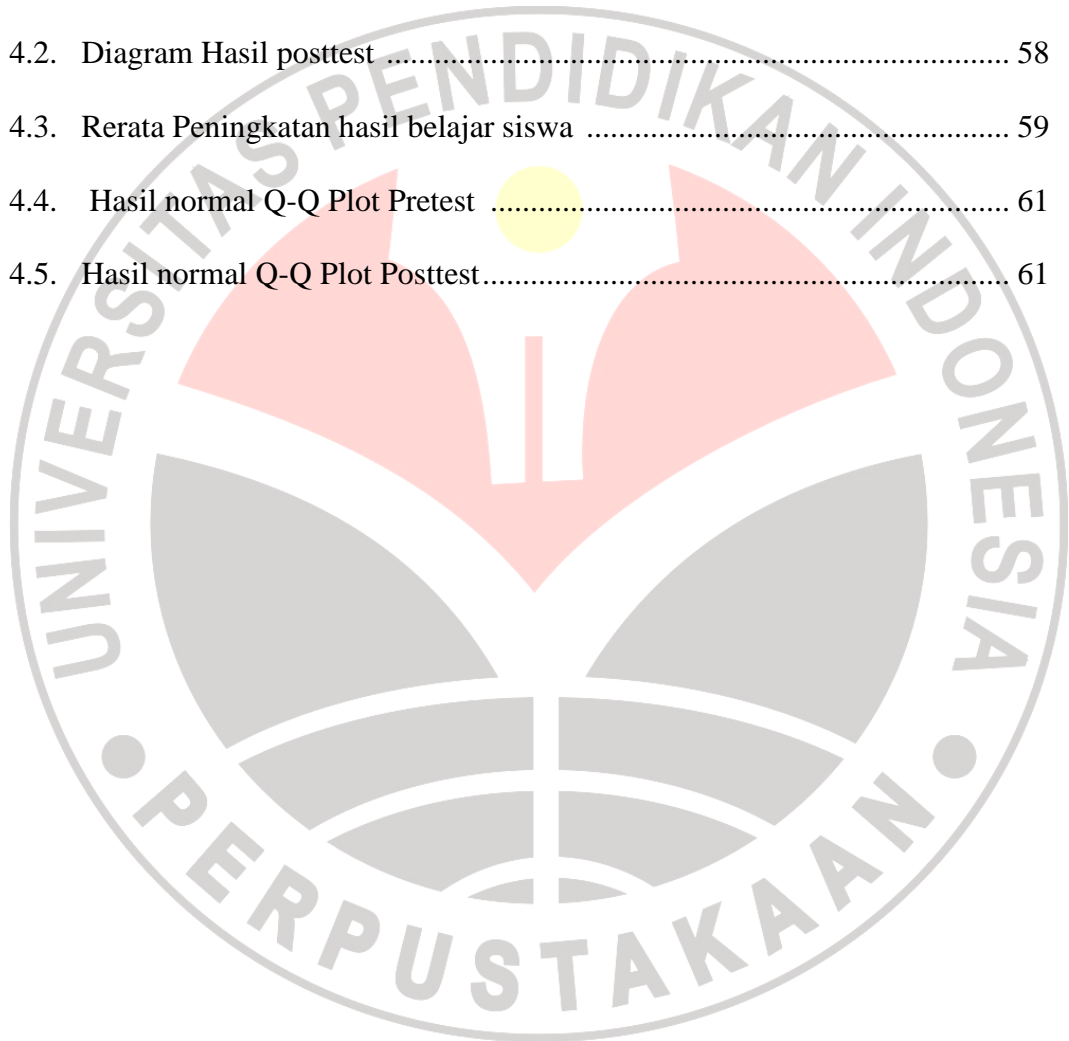 4.2. Diagram Hasil posttest ............................................................................... 58
4.3. Rerata Peningkatan hasil belajar siswa ...................................................... 59
4.4. Hasil normal Q-Q Plot Pretest .................................................................. 61
4.5. Hasil normal Q-Q Plot Posttest ................................................................... 61
UNIVERSITAS PENDIDIKAN INDONESIA
PERPUSTAKAAN